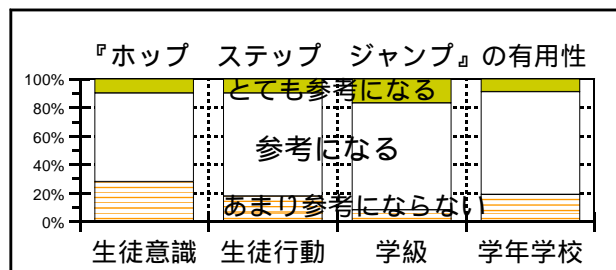 『ホップ ステップ ジャンプ』の有用性
100%
とても参考になる
80%
60%
参考になる
40%
20%
あまり参考にならない
0%
生徒意識 生徒行動 学級 学年学校